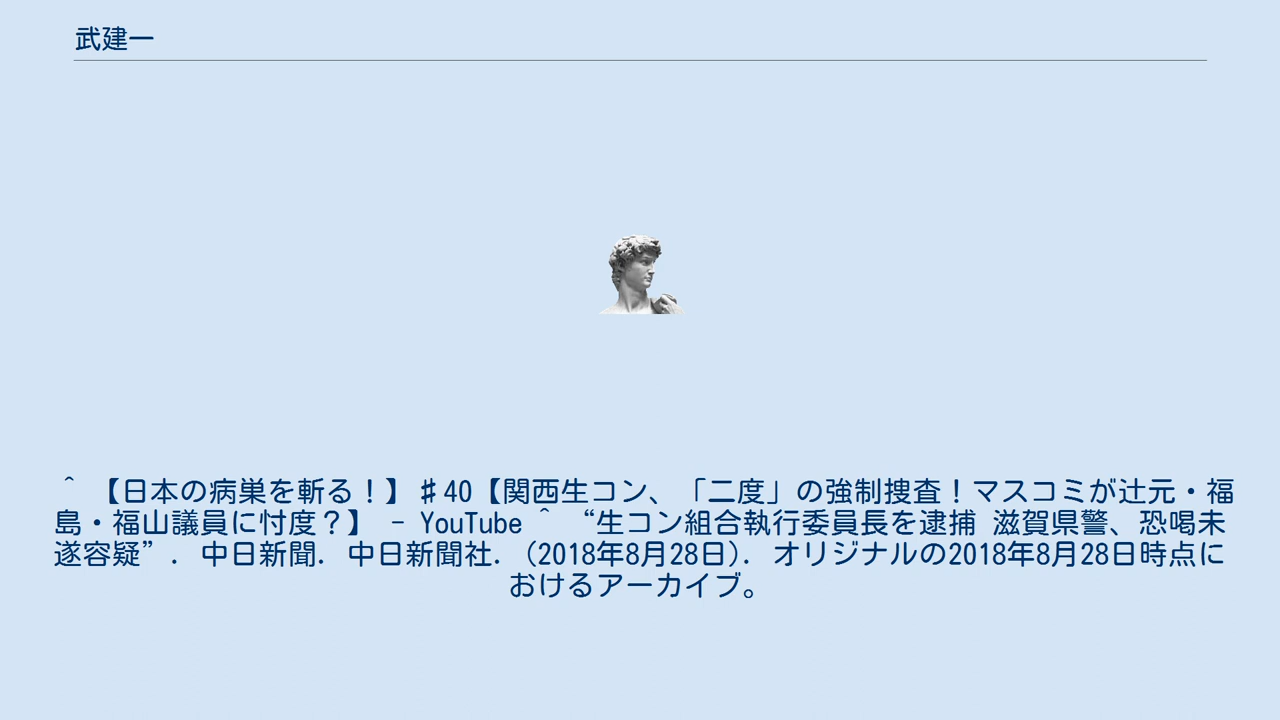 武建一
^ 【日本の病巣を斬る！】♯40【関西生コン、「二度」の強制捜査！マスコミが辻元・福
島・福山議員に忖度？】 - YouTube ^ “生コン組合執行委員長を逮捕 滋賀県警、恐喝未
遂容疑”. 中日新聞. 中日新聞社. (2018年8月28日). オリジナルの2018年8月28日時点に
おけるアーカイブ。